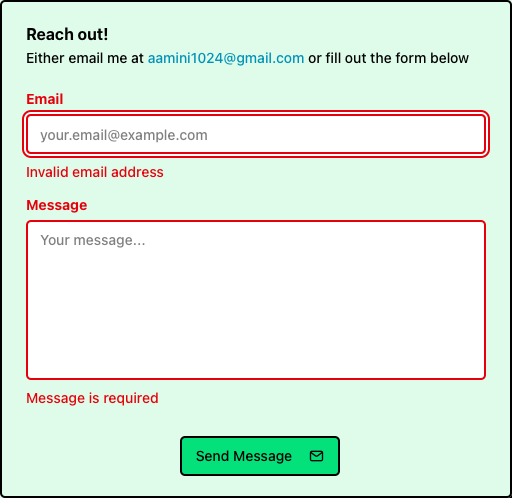 Reach out!
Either email me at aamini1024@gmail.com or fill out the form below
Email
your.email@example.com
Invalid email address
Message
Your message...
Message is required
Send Message